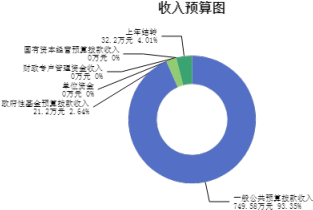 收入预算图
上年结转
32.2万元 4.01%
国有资本经营预算拨款收入
0万元 0%
财政专户管理资金收入
0万元 0%
单位资金
0万元 0%
政府性基金预算拨款收入
21.2万元 2.64%
一般公共预算拨款收入
749.58万元 93.35%